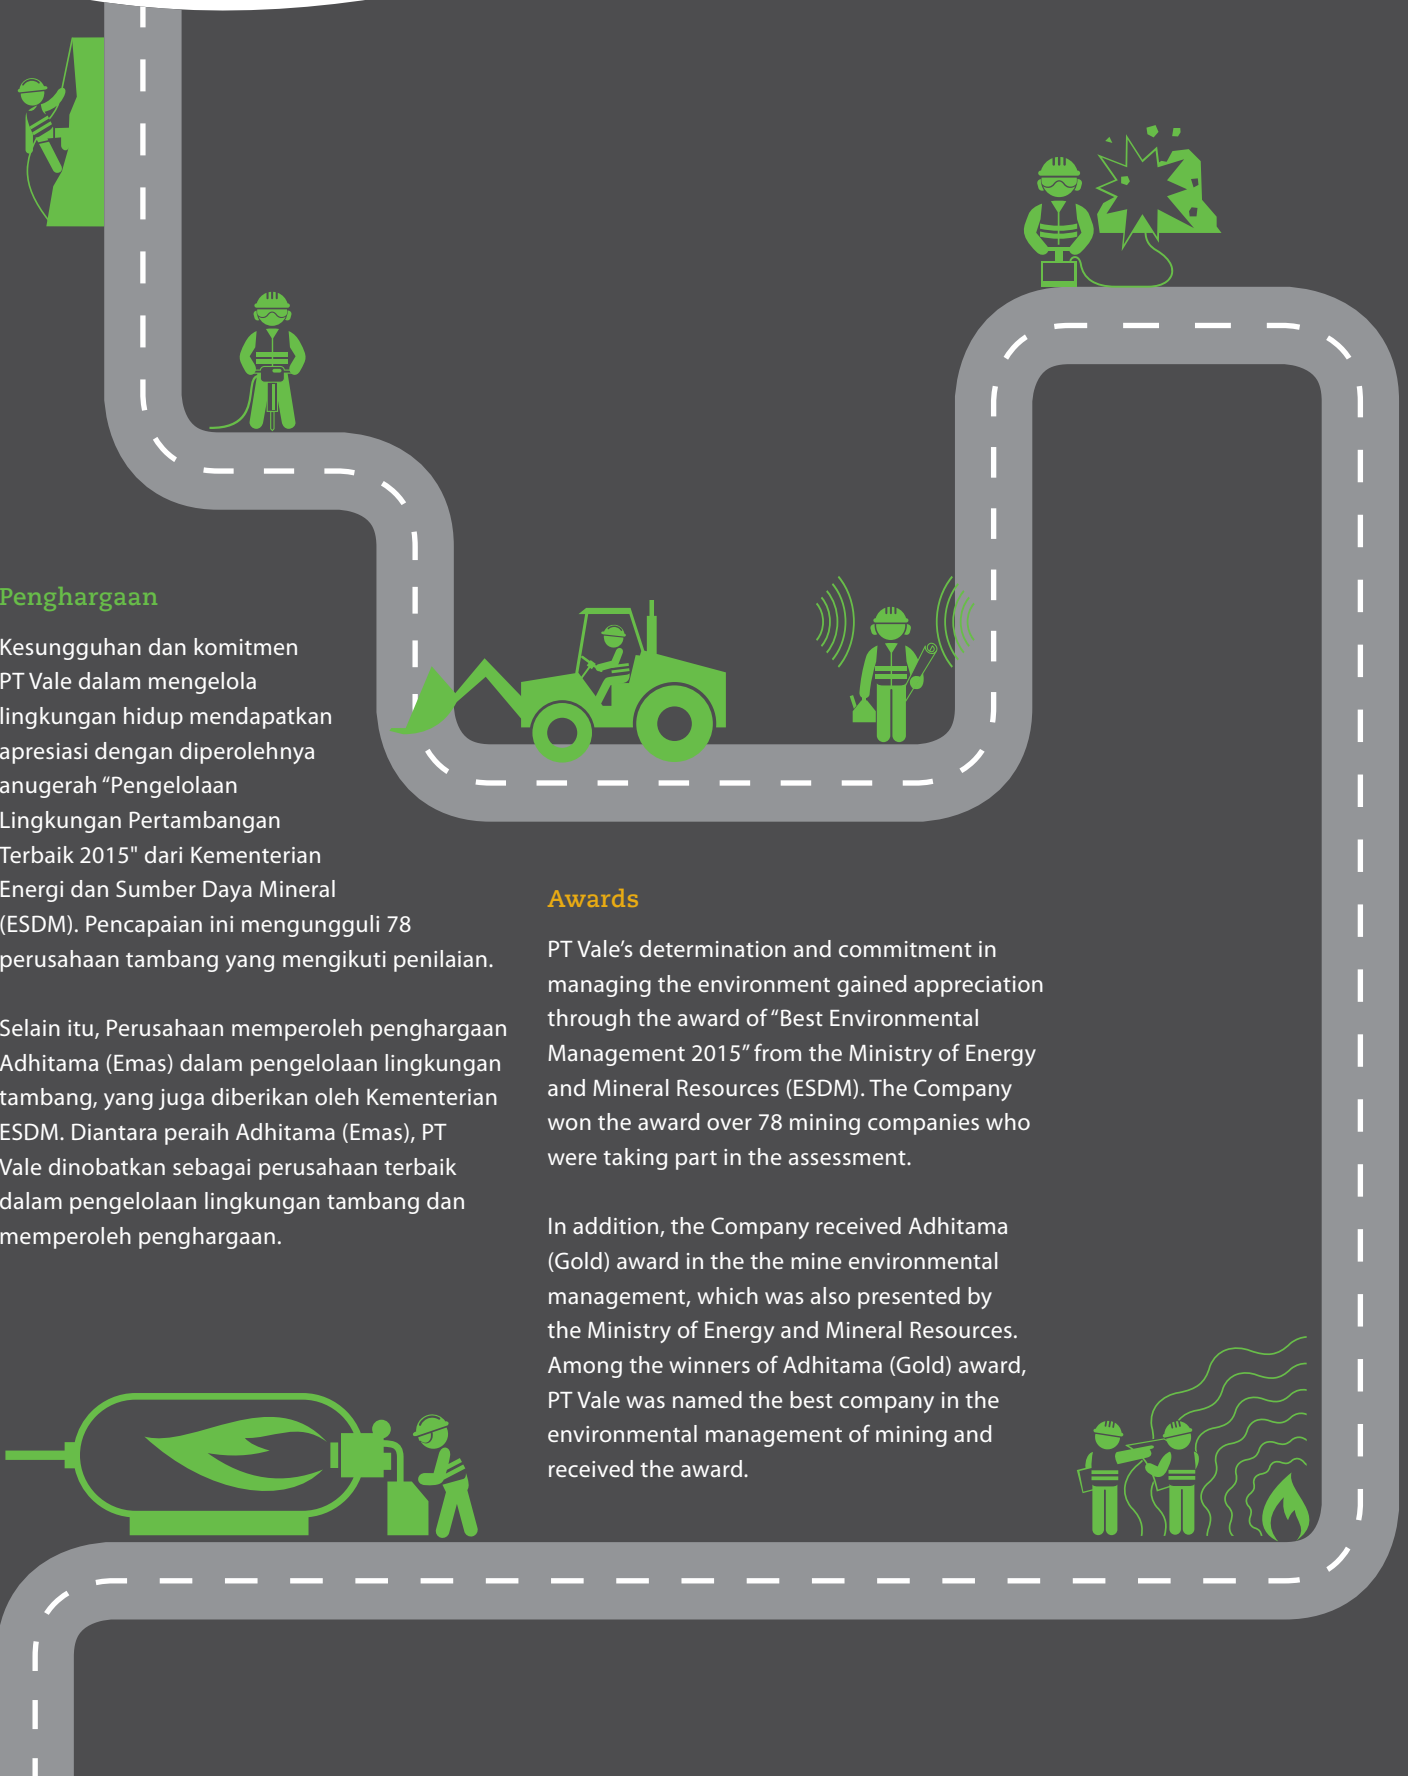 Penghargaan
Kesungguhan dan komitmen
PT Vale dalam mengelola
lingkungan hidup mendapatkan
apresiasi dengan diperolehnya
anugerah “Pengelolaan
Lingkungan Pertambangan
Terbaik 2015" dari Kementerian
Energi dan Sumber Daya Mineral
(ESDM). Pencapaian ini mengungguli 78
perusahaan tambang yang mengikuti penilaian.
Selain itu, Perusahaan memperoleh penghargaan
Adhitama (Emas) dalam pengelolaan lingkungan
tambang, yang juga diberikan oleh Kementerian
ESDM. Diantara peraih Adhitama (Emas), PT
Vale dinobatkan sebagai perusahaan terbaik
dalam pengelolaan lingkungan tambang dan
memperoleh penghargaan.
Awards
PT Vale’s determination and commitment in
managing the environment gained appreciation
through the award of “Best Environmental
Management 2015” from the Ministry of Energy
and Mineral Resources (ESDM). The Company
won the award over 78 mining companies who
were taking part in the assessment.
In addition, the Company received Adhitama
(Gold) award in the the mine environmental
management, which was also presented by
the Ministry of Energy and Mineral Resources.
Among the winners of Adhitama (Gold) award,
PT Vale was named the best company in the
environmental management of mining and
received the award.